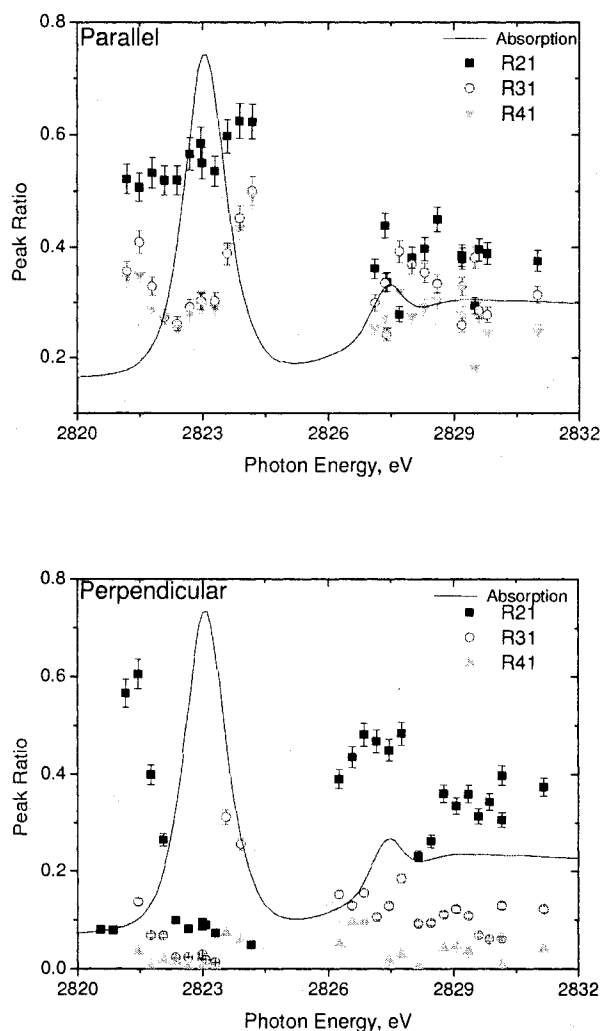 Parallel
Absorption
R21
R31
R41
0.8
0.6
0.4
0.2
Peak Ratio
2820 2823 2826 2829 2832
Photon Energy, eV
Perpendicular
Absorption
R21
R31
R41
0.8
0.6
0.4
0.2
0.0
Peak Ratio
2820 2823 2826 2829 2832
Photon Energy, eV